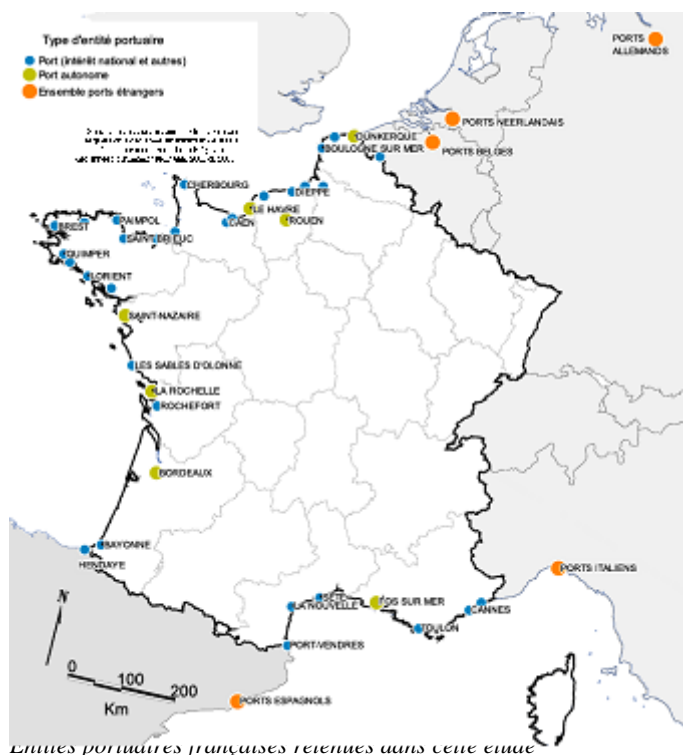 Type d'entité portuaire
Port (intérêt national et autres)
Port autonome
Ensemble ports étrangers
PORTS
ALLEMANDS
PORTS NEERLANDAIS
PORTS BELGES
DUNKERQUE
BOULOGNE SUR MER
CHERBOURG
DIEPPE
LE HAVRE
ROUEN
CAEN
PAIMPOL
BREST
SAINT-BRIEUC
QUIMPER
LORIENT
SAINT-NAZAIRE
LES SABLES D'OLONNE
LA ROCHELLE
ROCHEFORT
BORDEAUX
BAYONNE
HENDAYE
PORTS ITALIENS
SETE
LA NOUVELLE
FOS SUR MER
CANNES
TOULON
PORT-VENDRES
PORTS ESPAGNOLS
N
0 100 200
Km
Entités portuaires françaises retenues dans cette étude